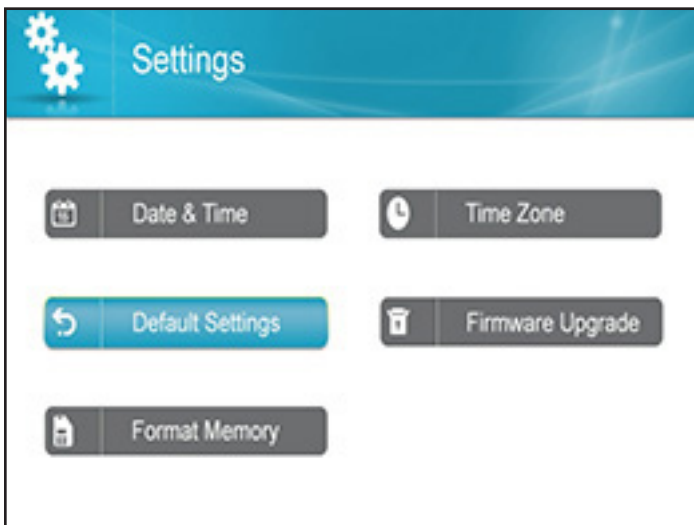 Settings
Date & Time
Time Zone
Default Settings
Firmware Upgrade
Format Memory